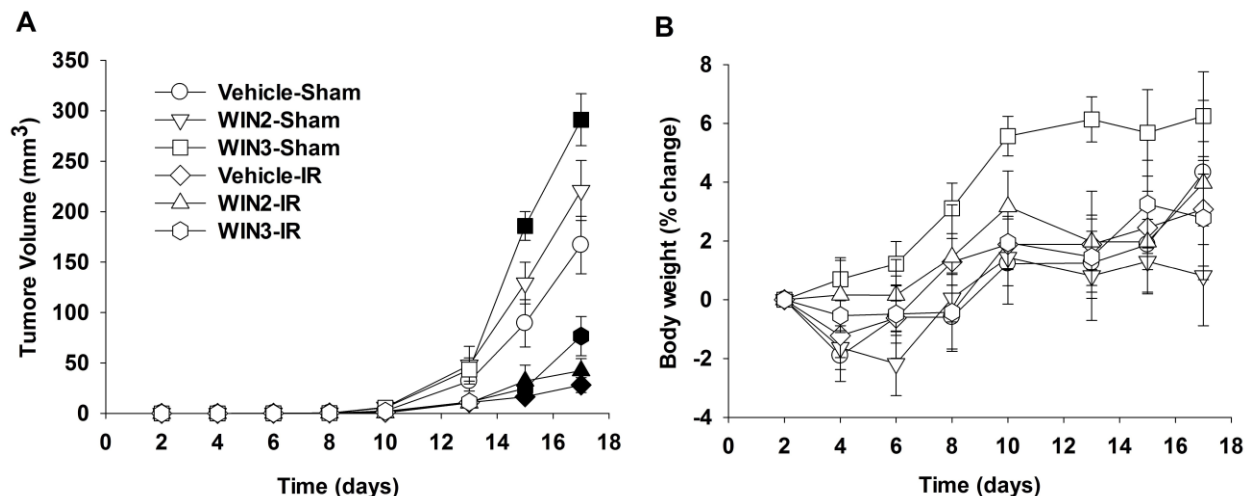 A
Tumore Volume (mm³)
350
300
250
200
150
100
50
0
Vehicle-Sham
WIN2-Sham
WIN3-Sham
Vehicle-IR
WIN2-IR
WIN3-IR
0 2 4 6 8 10 12 14 16 18
Time (days)
B
Body weight (% change)
8
6
4
2
0
-2
-4
0 2 4 6 8 10 12 14 16 18
Time (days)